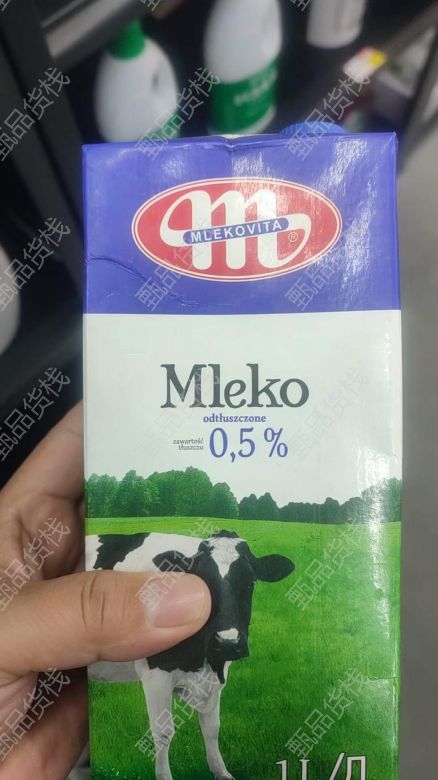 MLEKOVITA
Mleko
odtłuszczone
zawartość
tłuszczu
0,5 %
甄品货栈